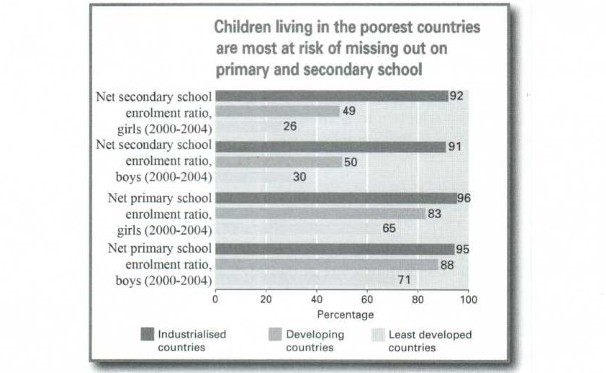 Children living in the poorest countries
are most at risk of missing out on
primary and secondary school
Net secondary school
enrolment ratio,
girls (2000-2004)
92
49
26
Net secondary school
enrolment ratio,
boys (2000-2004)
91
50
30
Net primary school
enrolment ratio,
girls (2000-2004)
96
83
65
Net primary school
enrolment ratio,
boys (2000-2004)
95
88
71
0 20 40 60 80 100
Percentage
Industrialised
countries
Developing
countries
Least developed
countries